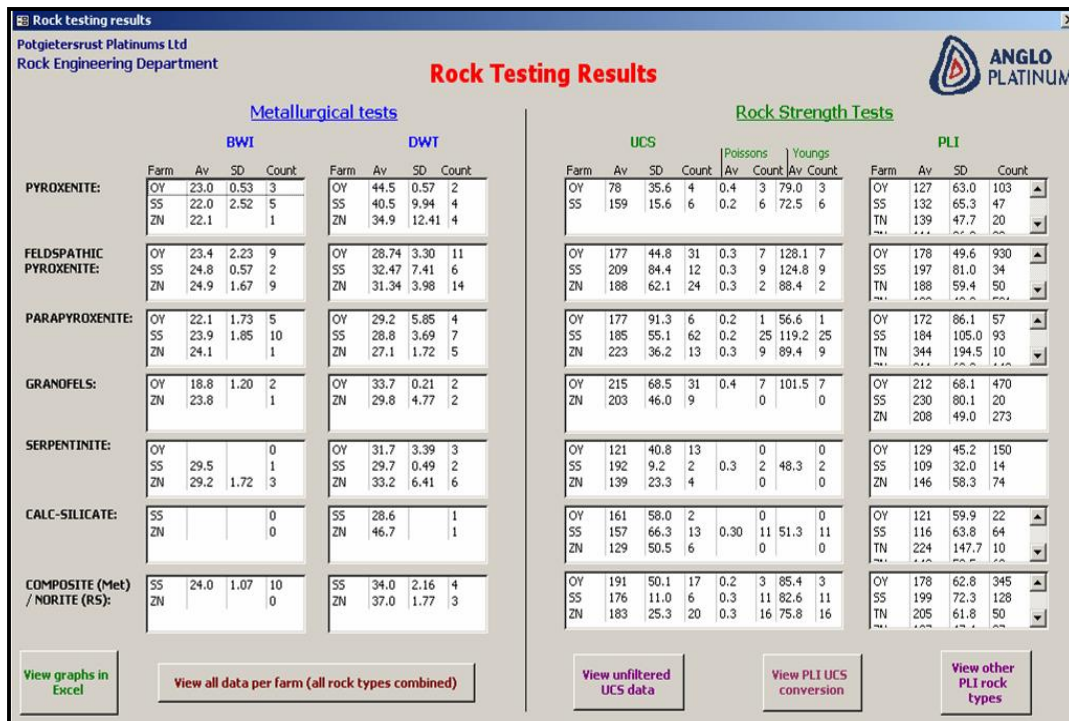 Rock testing results
Potgietersrust Platinums Ltd
Rock Engineering Department
Rock Testing Results
ANGLO
PLATINUM
Metallurgical tests
Rock Strength Tests
BWI DWT UCS Poissons Youngs PLI
Farm Av SD Count Farm Av SD Count Farm Av SD Count Av Count Av Count Farm Av SD Count
PYROXENITE: OY 23.0 0.53 3 OY 44.5 0.57 2 OY 78 35.6 4 0.4 3 79.0 3 OY 127 63.0 103
SS 22.0 2.52 5 SS 40.5 9.94 4 SS 159 15.6 6 0.2 6 72.5 6 SS 132 65.3 47
ZN 22.1 1 ZN 34.9 12.41 4 TN 139 47.7 20
FELDSPATHIC OY 23.4 2.23 9 OY 28.74 3.30 11 OY 177 44.8 31 0.3 7 128.1 7 OY 178 49.6 930
PYROXENITE: SS 24.8 0.57 2 SS 32.47 7.41 6 SS 209 84.4 12 0.3 9 124.8 9 SS 197 81.0 34
ZN 24.9 1.67 9 ZN 31.34 3.98 14 ZN 188 62.1 24 0.3 2 88.4 2 TN 188 59.4 50
PARAPYROXENITE: OY 22.1 1.73 5 OY 29.2 5.85 4 OY 177 91.3 6 0.2 1 56.6 1 OY 172 86.1 57
SS 23.9 1.85 10 SS 28.8 3.69 7 SS 185 55.1 62 0.2 25 119.2 25 SS 184 105.0 93
ZN 24.1 1 ZN 27.1 1.72 5 ZN 223 36.2 13 0.3 9 89.4 9 TN 344 194.5 10
GRANOFELS: OY 18.8 1.20 2 OY 33.7 0.21 2 OY 215 68.5 31 0.4 7 101.5 7 OY 212 68.1 470
ZN 23.8 1 ZN 29.8 4.77 2 ZN 203 46.0 9 0 0 SS 230 80.1 20
ZN 208 49.0 273
SERPENTINITE: OY 0 OY 31.7 3.39 3 OY 121 40.8 13 0 0 OY 129 45.2 150
SS 29.5 1 SS 29.7 0.49 2 SS 192 9.2 2 0.3 2 48.3 2 SS 109 32.0 14
ZN 29.2 1.72 3 ZN 33.2 6.41 6 ZN 139 23.3 4 0 0 ZN 146 58.3 74
CALC-SILICATE: SS 0 SS 28.6 1 OY 161 58.0 2 0 0 OY 121 59.9 22
ZN 0 ZN 46.7 1 SS 157 66.3 13 0.30 11 51.3 11 SS 116 63.8 64
ZN 129 50.5 6 0 0 TN 224 147.7 10
COMPOSITE (Met) SS 24.0 1.07 10 SS 34.0 2.16 4 OY 191 50.1 17 0.2 3 85.4 3 OY 178 62.8 345
/ NORITE (RS): ZN 0 ZN 37.0 1.77 3 SS 176 11.0 6 0.3 11 82.6 11 SS 199 72.3 128
ZN 183 25.3 20 0.3 16 75.8 16 TN 205 61.8 50
View graphs in
Excel
View all data per farm (all rock types combined)
View unfiltered
UCS data
View PLI UCS
conversion
View other
PLI rock
types